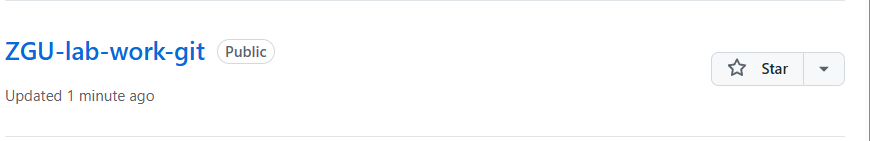 ZGU-lab-work-git Public
Star
Updated 1 minute ago